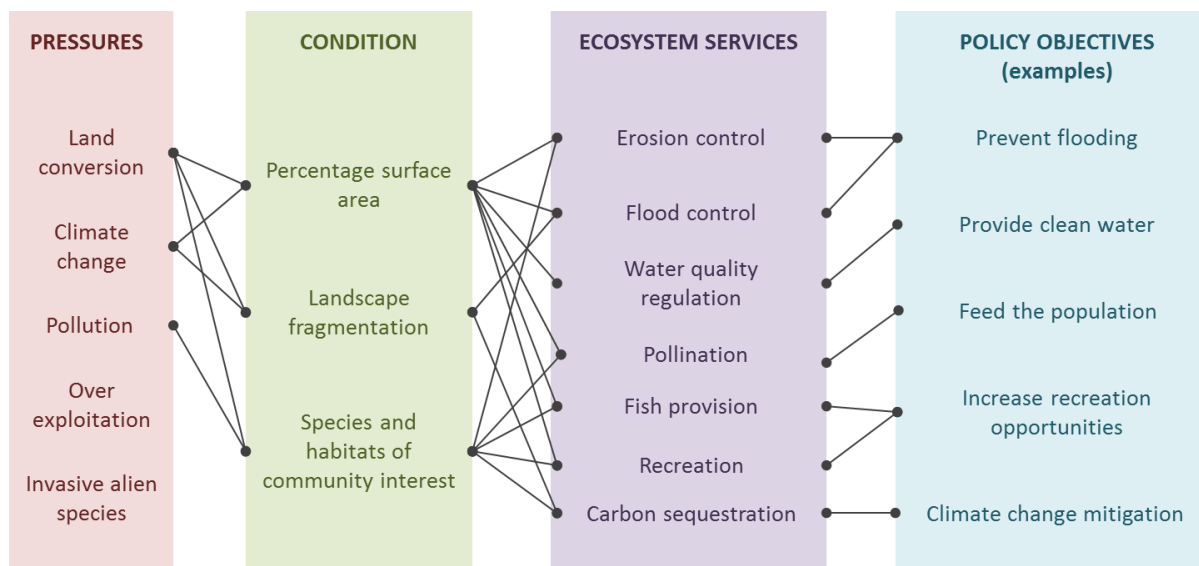 PRESSURES
Land
conversion
Climate
change
Pollution
Over
exploitation
Invasive alien
species
CONDITION
Percentage surface
area
Landscape
fragmentation
Species and
habitats of
community interest
ECOSYSTEM SERVICES
Erosion control
Flood control
Water quality
regulation
Pollination
Fish provision
Recreation
Carbon sequestration
POLICY OBJECTIVES
(examples)
Prevent flooding
Provide clean water
Feed the population
Increase recreation
opportunities
Climate change mitigation